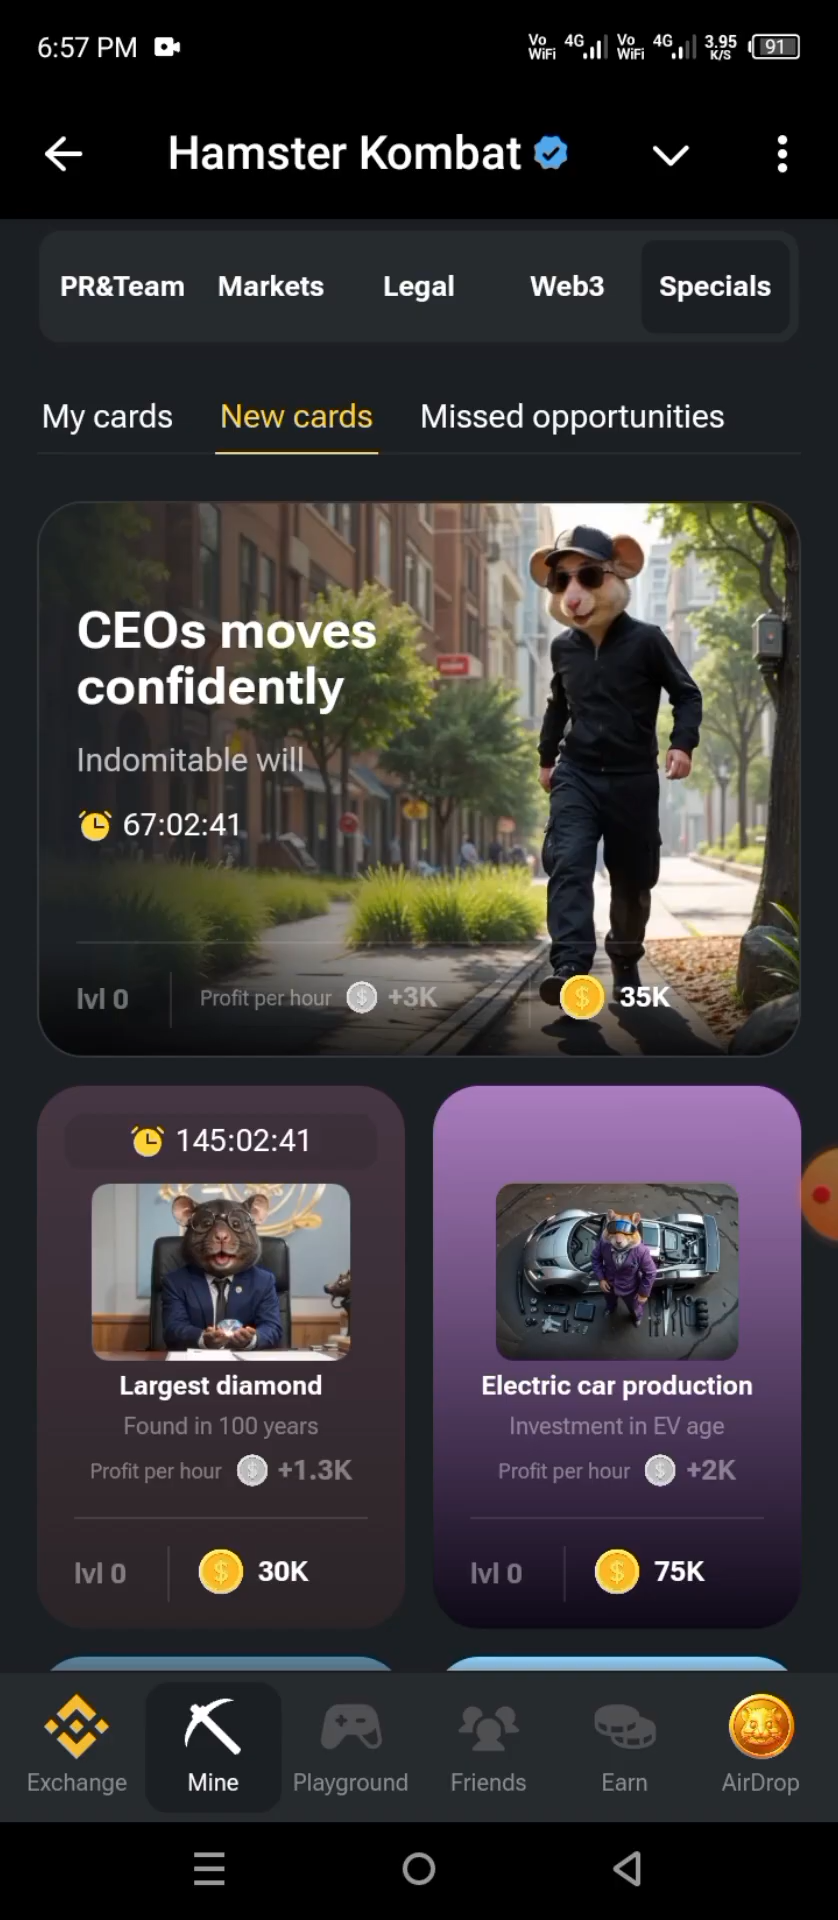 6:57 PM
Vo WiFi 4G Vo WiFi 4G 3.95 K/S 91
Hamster Kombat
PR&Team Markets Legal Web3 Specials
My cards New cards Missed opportunities
CEOs moves
confidently
Indomitable will
67:02:41
lvl 0 Profit per hour +3K 35K
145:02:41
Largest diamond
Found in 100 years
Profit per hour +1.3K
lvl 0 30K
Electric car production
Investment in EV age
Profit per hour +2K
lvl 0 75K
Exchange Mine Playground Friends Earn AirDrop